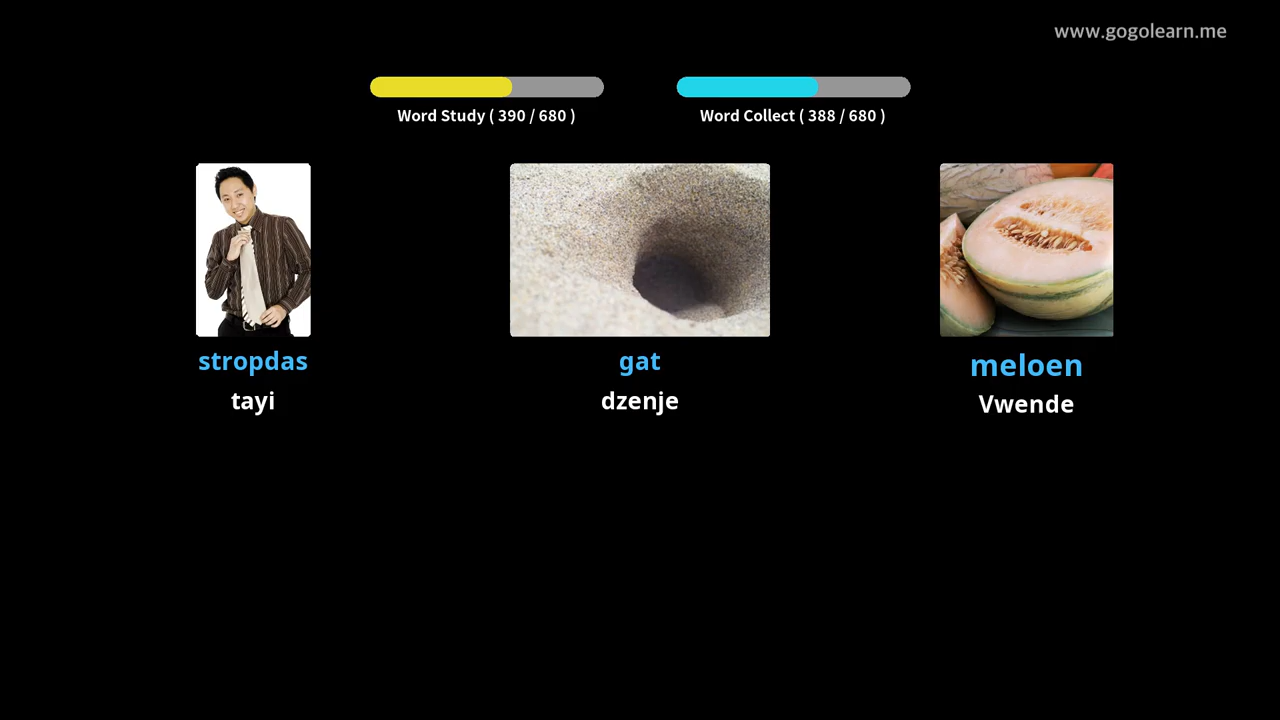 www.gogolearn.me
Word Study ( 390 / 680 )
Word Collect ( 388 / 680 )
stropdas
tayi
gat
dzenje
meloen
Vwende